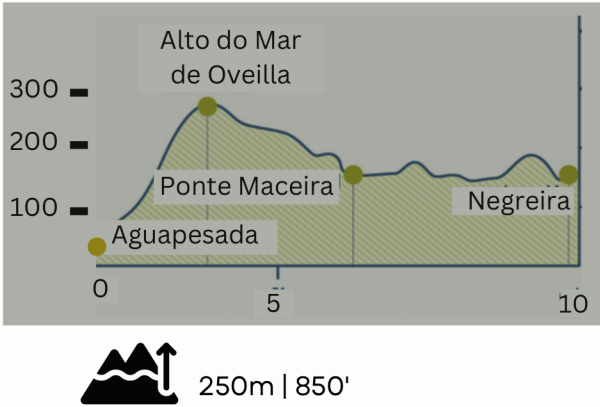 Alto do Mar
de Oveilla
300
200
Ponte Maceira
Negreira
100
Aguapesada
0
5
10
250m | 850'